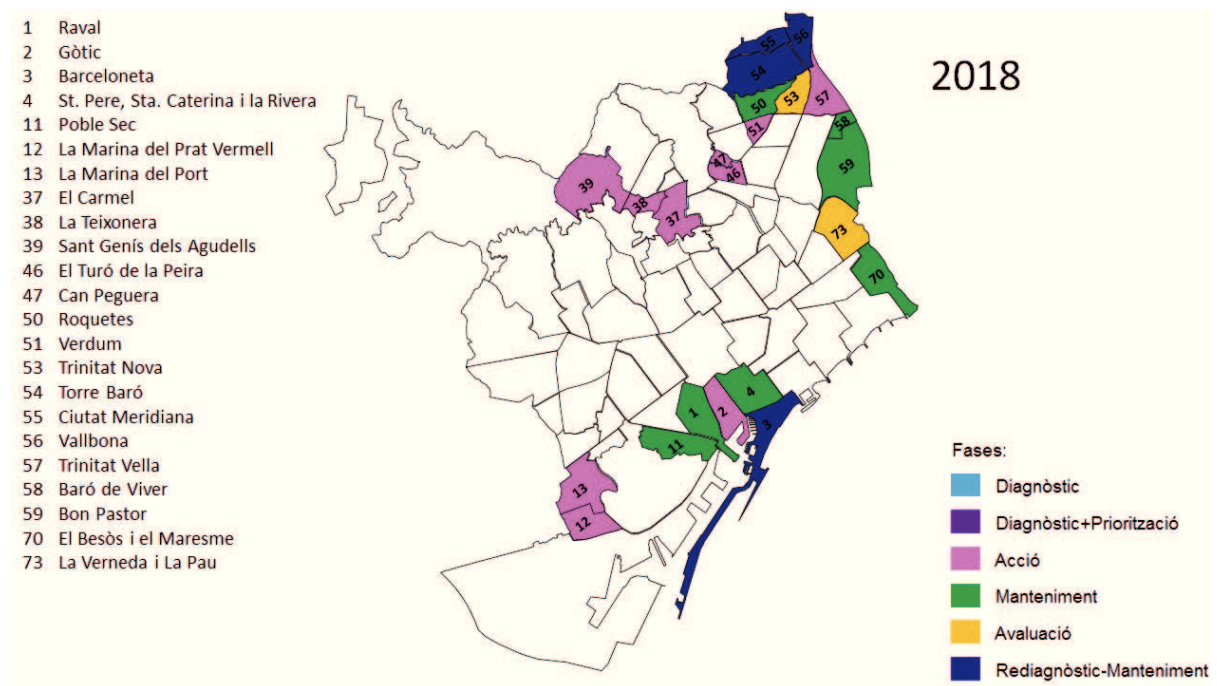 1 Raval
2 Gòtic
3 Barceloneta
4 St. Pere, Sta. Caterina i la Rivera
11 Poble Sec
12 La Marina del Prat Vermell
13 La Marina del Port
37 El Carmel
38 La Teixonera
39 Sant Genís dels Agudells
46 El Turó de la Peira
47 Can Peguera
50 Roquetes
51 Verdum
53 Trinitat Nova
54 Torre Baró
55 Ciutat Meridiana
56 Vallbona
57 Trinitat Vella
58 Baró de Viver
59 Bon Pastor
70 El Besòs i el Maresme
73 La Verneda i La Pau
2018
55
56
54
50
53
57
51
58
47
46
59
39
38
37
73
70
1
2
4
3
11
13
12
Fases:
Diagnòstic
Diagnòstic+Priorització
Acció
Manteniment
Avaluació
Rediagnòstic-Manteniment